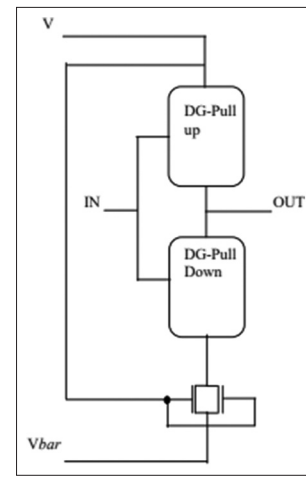 V
DG-Pull
up
IN
OUT
DG-Pull
Down
Vbar